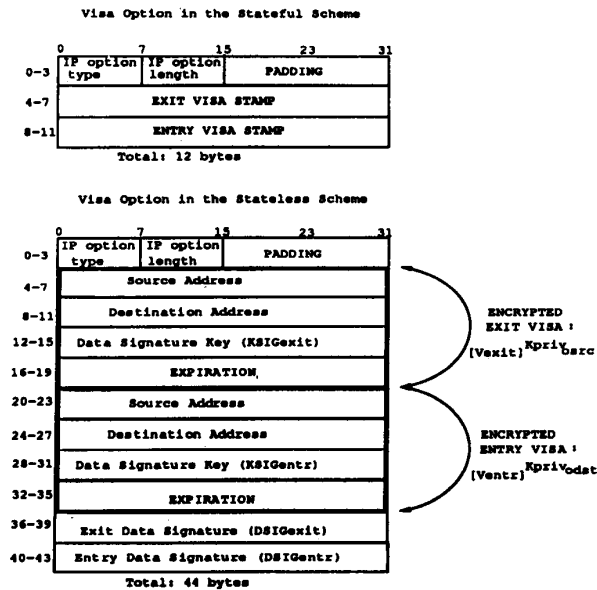 Visa Option in the Stateful Scheme
0 7 15 23 31
0-3 IP option type IP option length PADDING
4-7 EXIT VISA STAMP
8-11 ENTRY VISA STAMP
Total: 12 bytes
Visa Option in the Stateless Scheme
0 7 15 23 31
0-3 IP option type IP option length PADDING
4-7 Source Address
8-11 Destination Address
12-15 Data Signature Key (KSIGexit)
16-19 EXPIRATION
ENCRYPTED
EXIT VISA:
[Vexit]Kprivosrc
20-23 Source Address
24-27 Destination Address
28-31 Data Signature Key (KSIGentr)
32-35 EXPIRATION
ENCRYPTED
ENTRY VISA:
[Ventr]Kprivodst
36-39 Exit Data Signature (DSIGexit)
40-43 Entry Data Signature (DSIGentr)
Total: 44 bytes